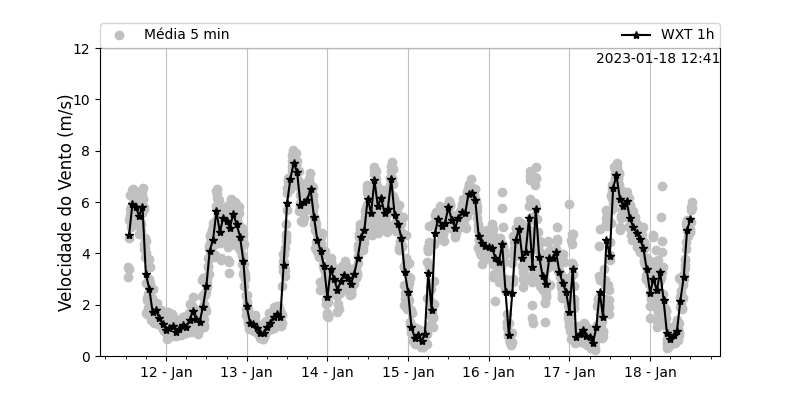 Média 5 min
WXT 1h
2023-01-18 12:41
Velocidade do Vento (m/s)
12
10
8
6
4
2
0
12 - Jan
13 - Jan
14 - Jan
15 - Jan
16 - Jan
17 - Jan
18 - Jan